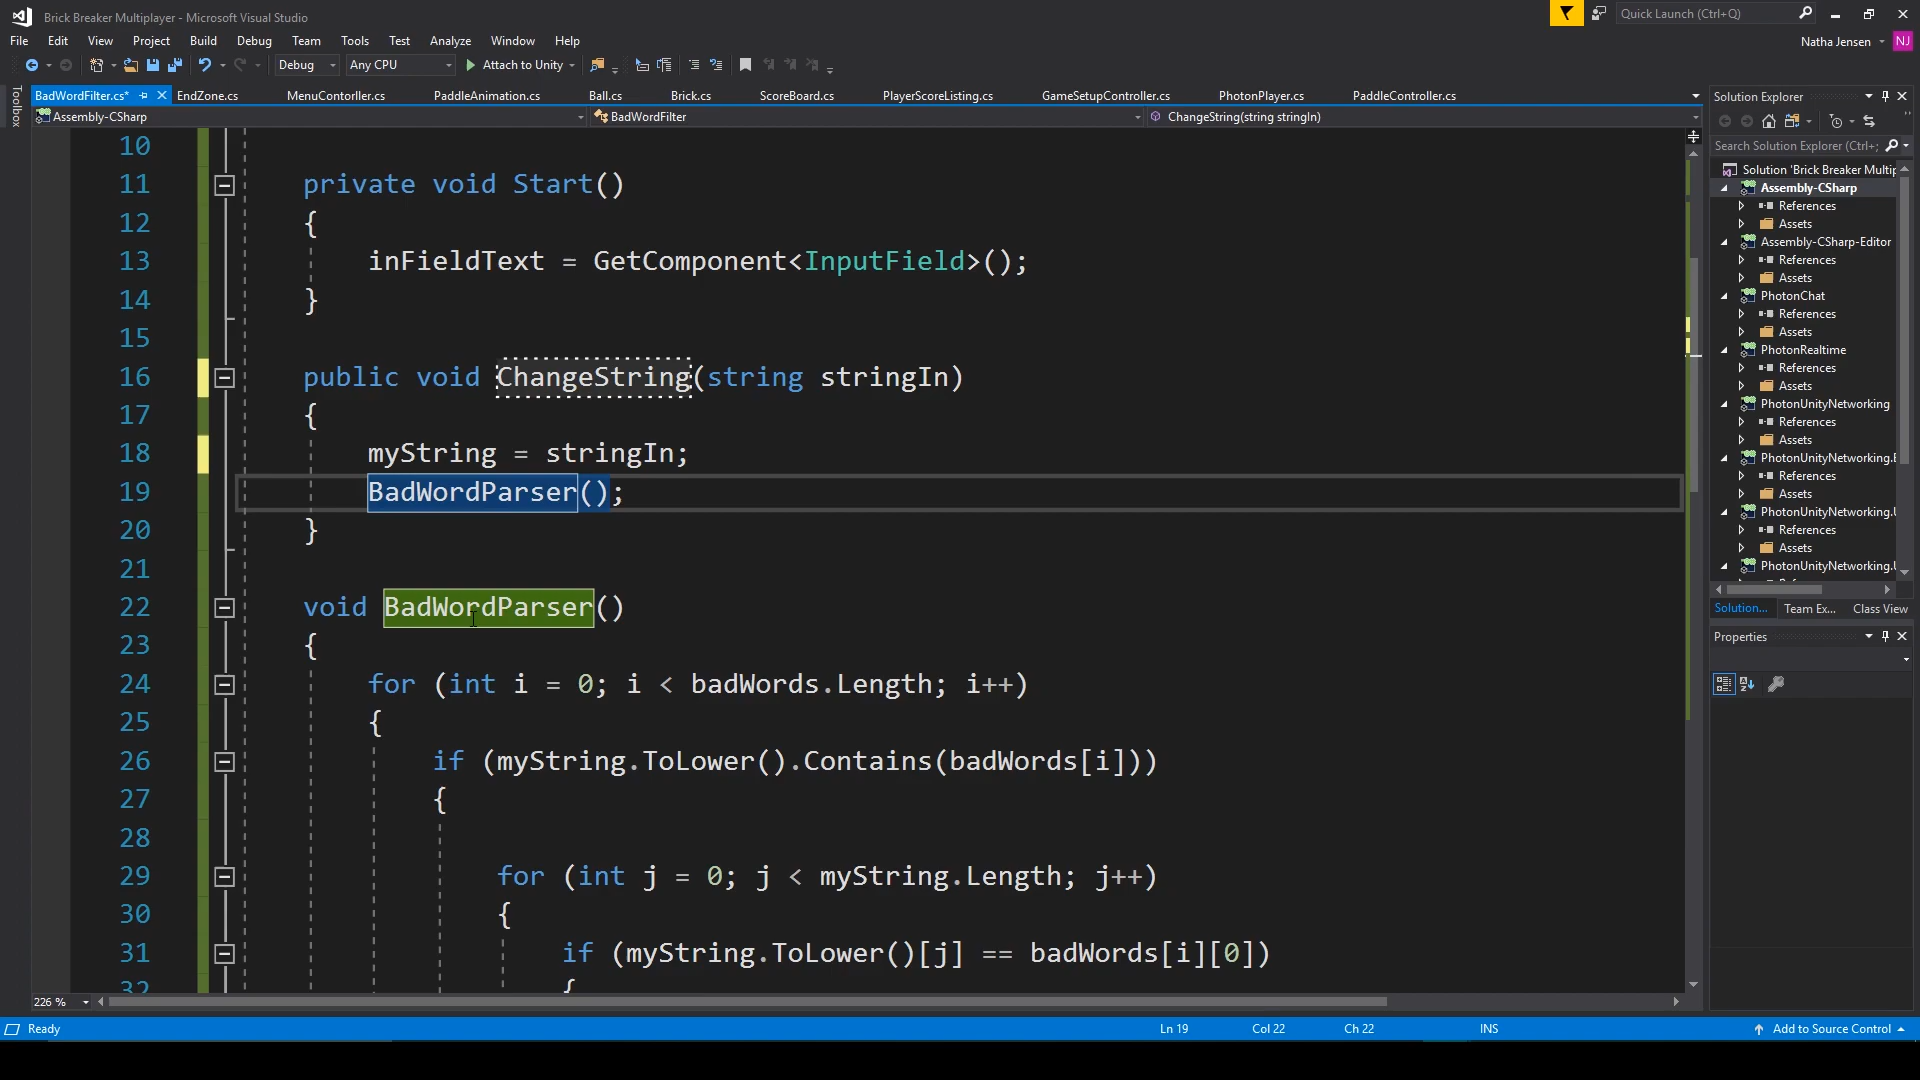 Brick Breaker Multiplayer - Microsoft Visual Studio
Quick Launch (Ctrl+Q)
File Edit View Project Build Debug Team Tools Test Analyze Window Help
Natha Jensen NJ
Debug Any CPU Attach to Unity
Toolbox
BadWordFilter.cs* EndZone.cs MenuContorller.cs PaddleAnimation.cs Ball.cs Brick.cs ScoreBoard.cs PlayerScoreListing.cs GameSetupController.cs PhotonPlayer.cs PaddleController.cs
Assembly-CSharp BadWordFilter ChangeString(string stringIn)
10
11 private void Start()
12 {
13 inFieldText = GetComponent<InputField>();
14 }
15
16 public void ChangeString(string stringIn)
17 {
18 myString = stringIn;
19 BadWordParser();
20 }
21
22 void BadWordParser()
23 {
24 for (int i = 0; i < badWords.Length; i++)
25 {
26 if (myString.ToLower().Contains(badWords[i]))
27 {
28
29 for (int j = 0; j < myString.Length; j++)
30 {
31 if (myString.ToLower()[j] == badWords[i][0])
32 {
226 %
Solution Explorer
Search Solution Explorer (Ctrl+;
Solution 'Brick Breaker Multip
Assembly-CSharp
References
Assets
Assembly-CSharp-Editor
References
Assets
PhotonChat
References
Assets
PhotonRealtime
References
Assets
PhotonUnityNetworking
References
Assets
PhotonUnityNetworking.E
References
Assets
PhotonUnityNetworking.U
References
Assets
PhotonUnityNetworking.U
Solution... Team Ex... Class View
Properties
Ready Ln 19 Col 22 Ch 22 INS Add to Source Control